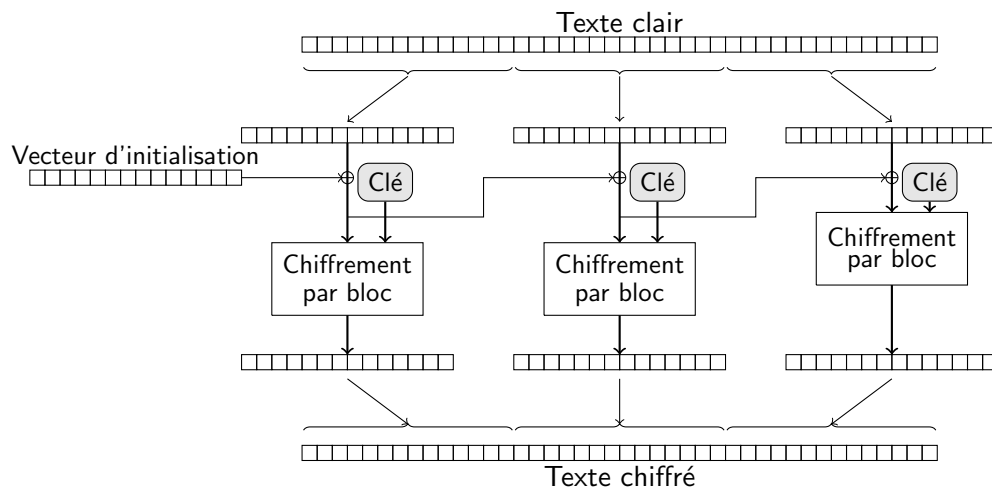 Texte clair
Vecteur d'initialisation
Clé
Clé
Clé
Chiffrement
par bloc
Chiffrement
par bloc
Chiffrement
par bloc
Texte chiffré